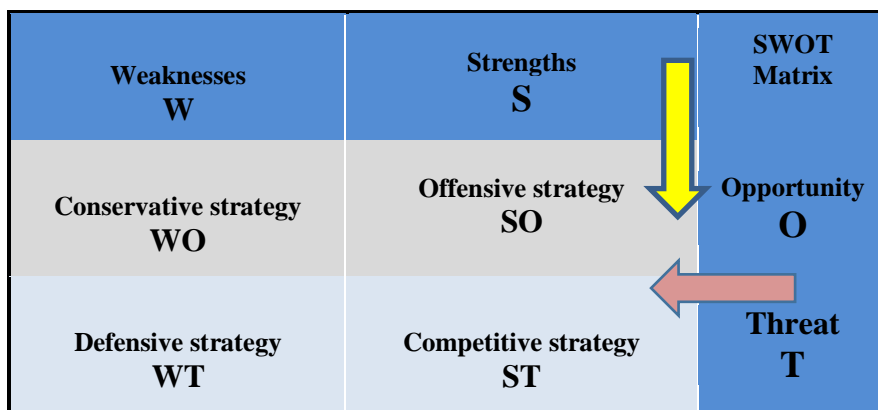 Weaknesses
W
Strengths
S
SWOT
Matrix
Conservative strategy
WO
Offensive strategy
SO
Opportunity
O
Defensive strategy
WT
Competitive strategy
ST
Threat
T